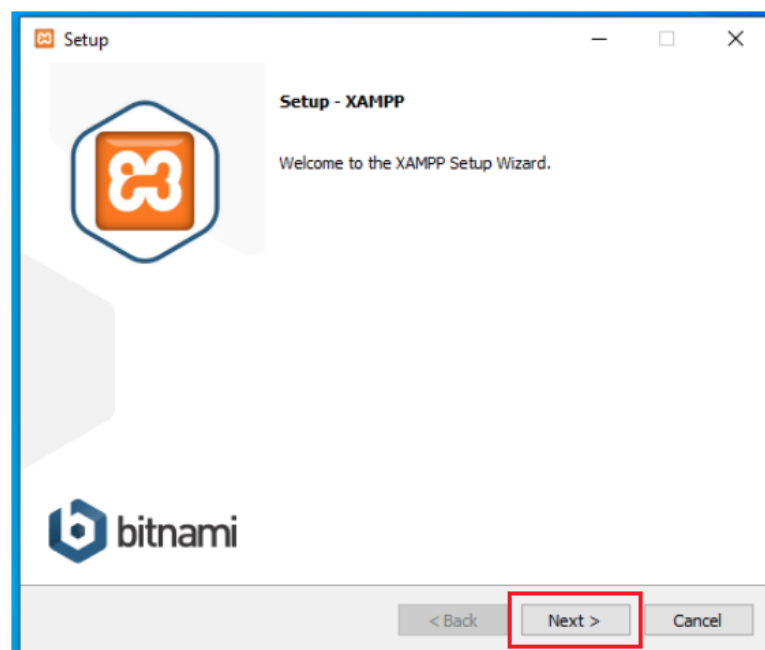 Setup
Setup - XAMPP
Welcome to the XAMPP Setup Wizard.
bitnami
< Back
Next >
Cancel